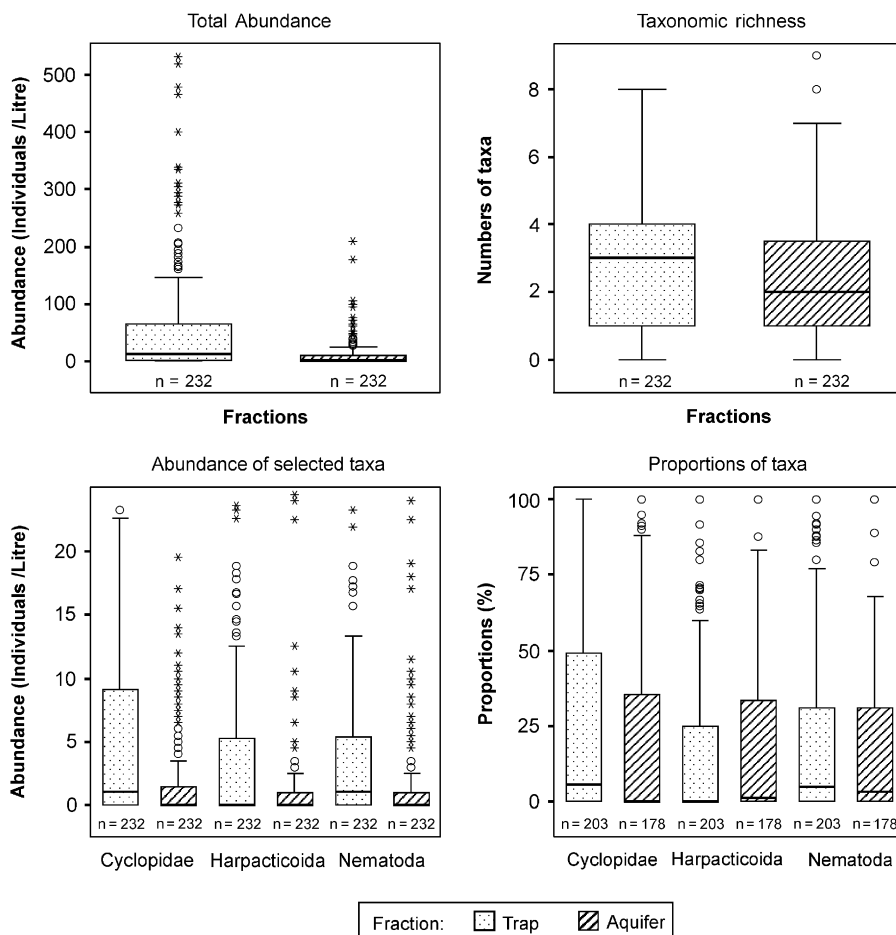 Total Abundance
Abundance (Individuals /Litre)
500
400
300
200
100
0
n = 232
n = 232
Fractions
Taxonomic richness
Numbers of taxa
8
6
4
2
0
n = 232
n = 232
Fractions
Abundance of selected taxa
Abundance (Individuals /Litre)
20
15
10
5
0
n = 232
n = 232
n = 232
n = 232
n = 232
n = 232
Cyclopidae
Harpacticoida
Nematoda
Proportions of taxa
Proportions (%)
100
75
50
25
0
n = 203
n = 178
n = 203
n = 178
n = 203
n = 178
Cyclopidae
Harpacticoida
Nematoda
Fraction: Trap Aquifer